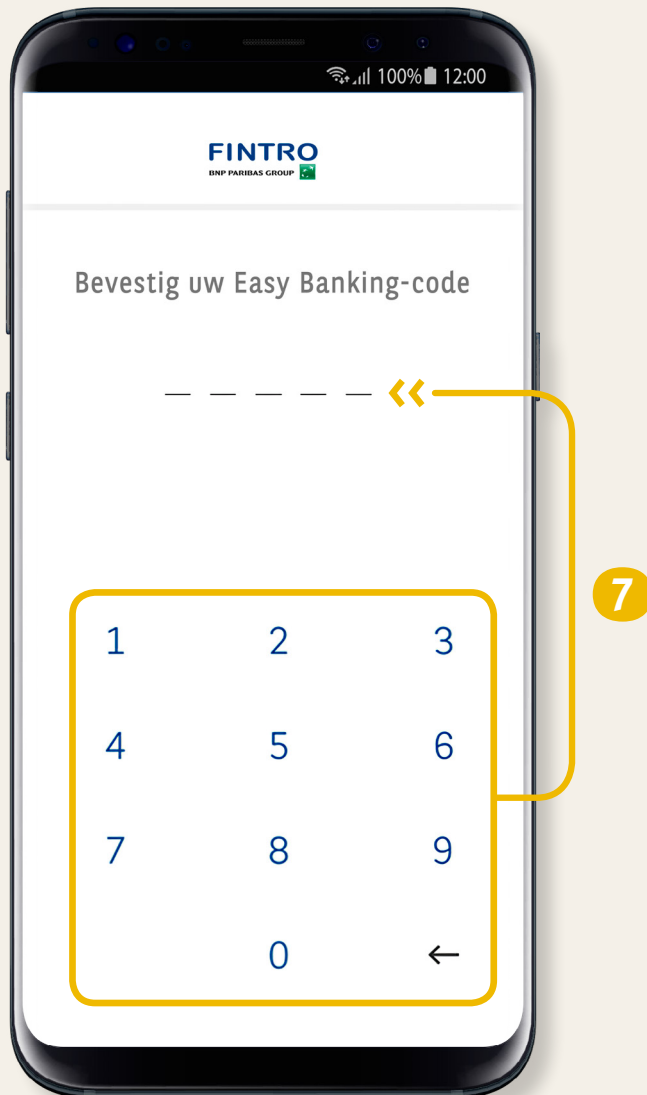 100% 12:00
FINTRO
BNP PARIBAS GROUP
Bevestig uw Easy Banking-code
7
1 2 3
4 5 6
7 8 9
0 ←